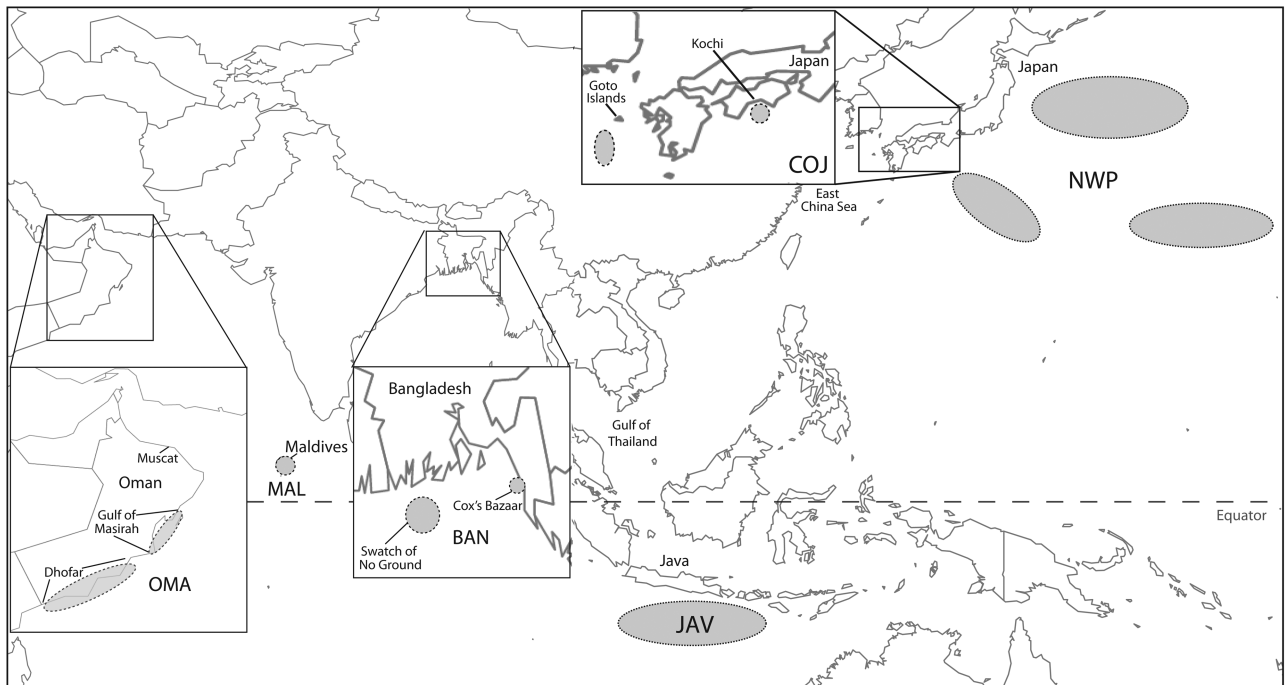 Kochi
Japan
Goto
Islands
COJ
Japan
NWP
East
China Sea
Bangladesh
Cox's Bazaar
BAN
Swatch of
No Ground
Maldives
MAL
Muscat
Oman
Gulf of
Masirah
Dhofar
OMA
Gulf of
Thailand
Equator
Java
JAV